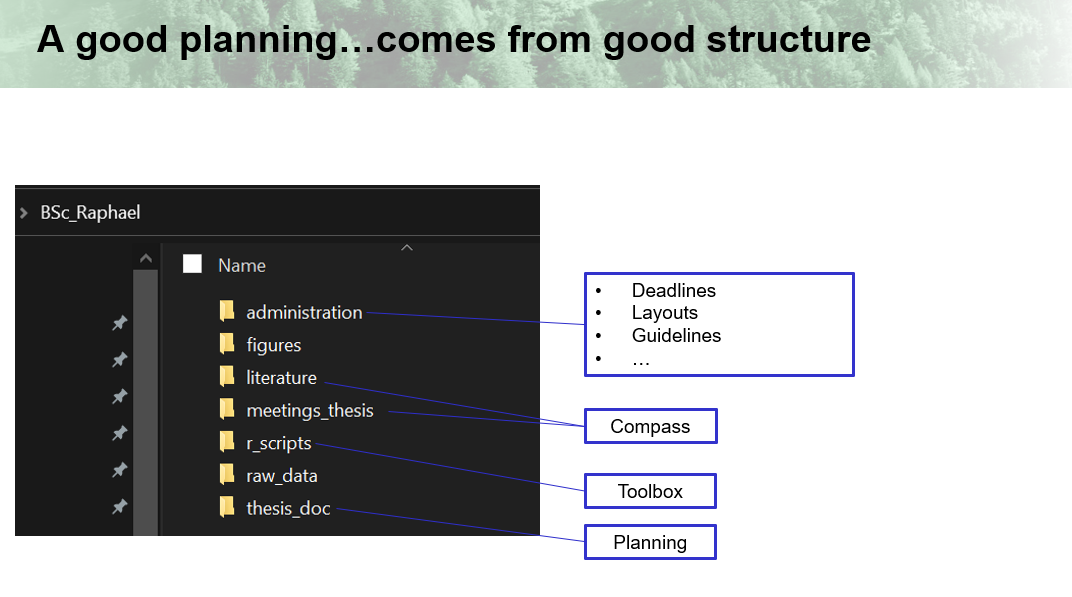 A good planning…comes from good structure
BSc_Raphael
Name
administration
figures
literature
meetings_thesis
r_scripts
raw_data
thesis_doc
• Deadlines
• Layouts
• Guidelines
• …
Compass
Toolbox
Planning